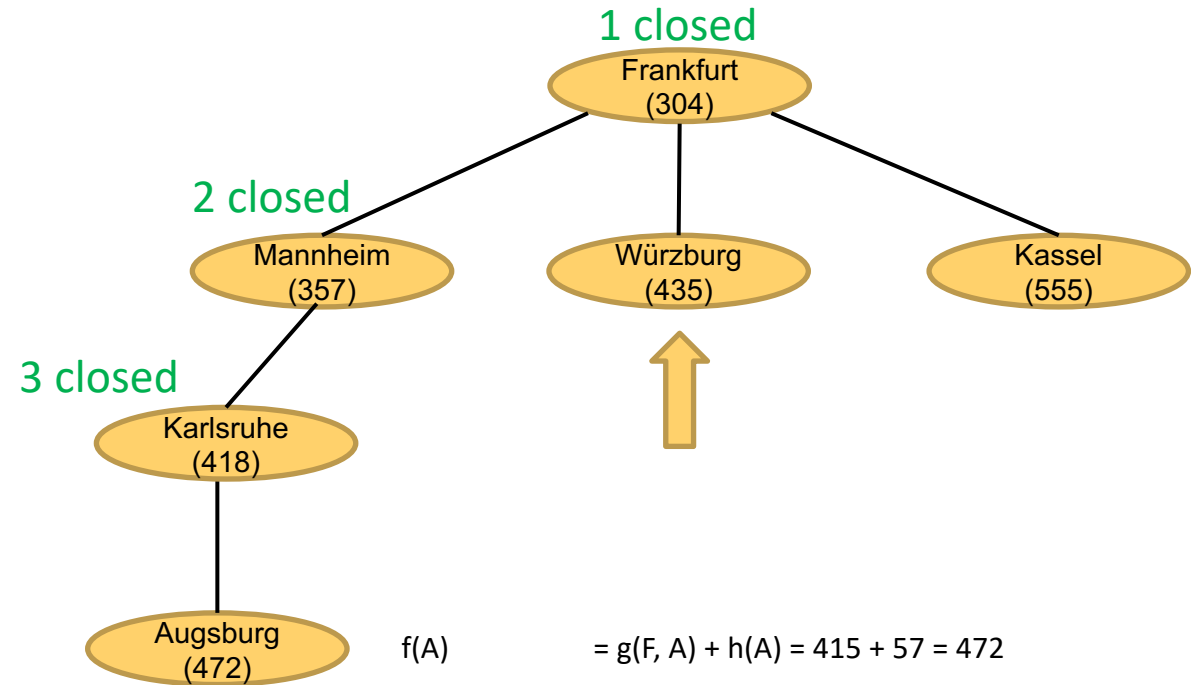 1 closed
Frankfurt
(304)
2 closed
Mannheim
(357)
Würzburg
(435)
Kassel
(555)
3 closed
Karlsruhe
(418)
Augsburg
(472)
f(A) = g(F, A) + h(A) = 415 + 57 = 472